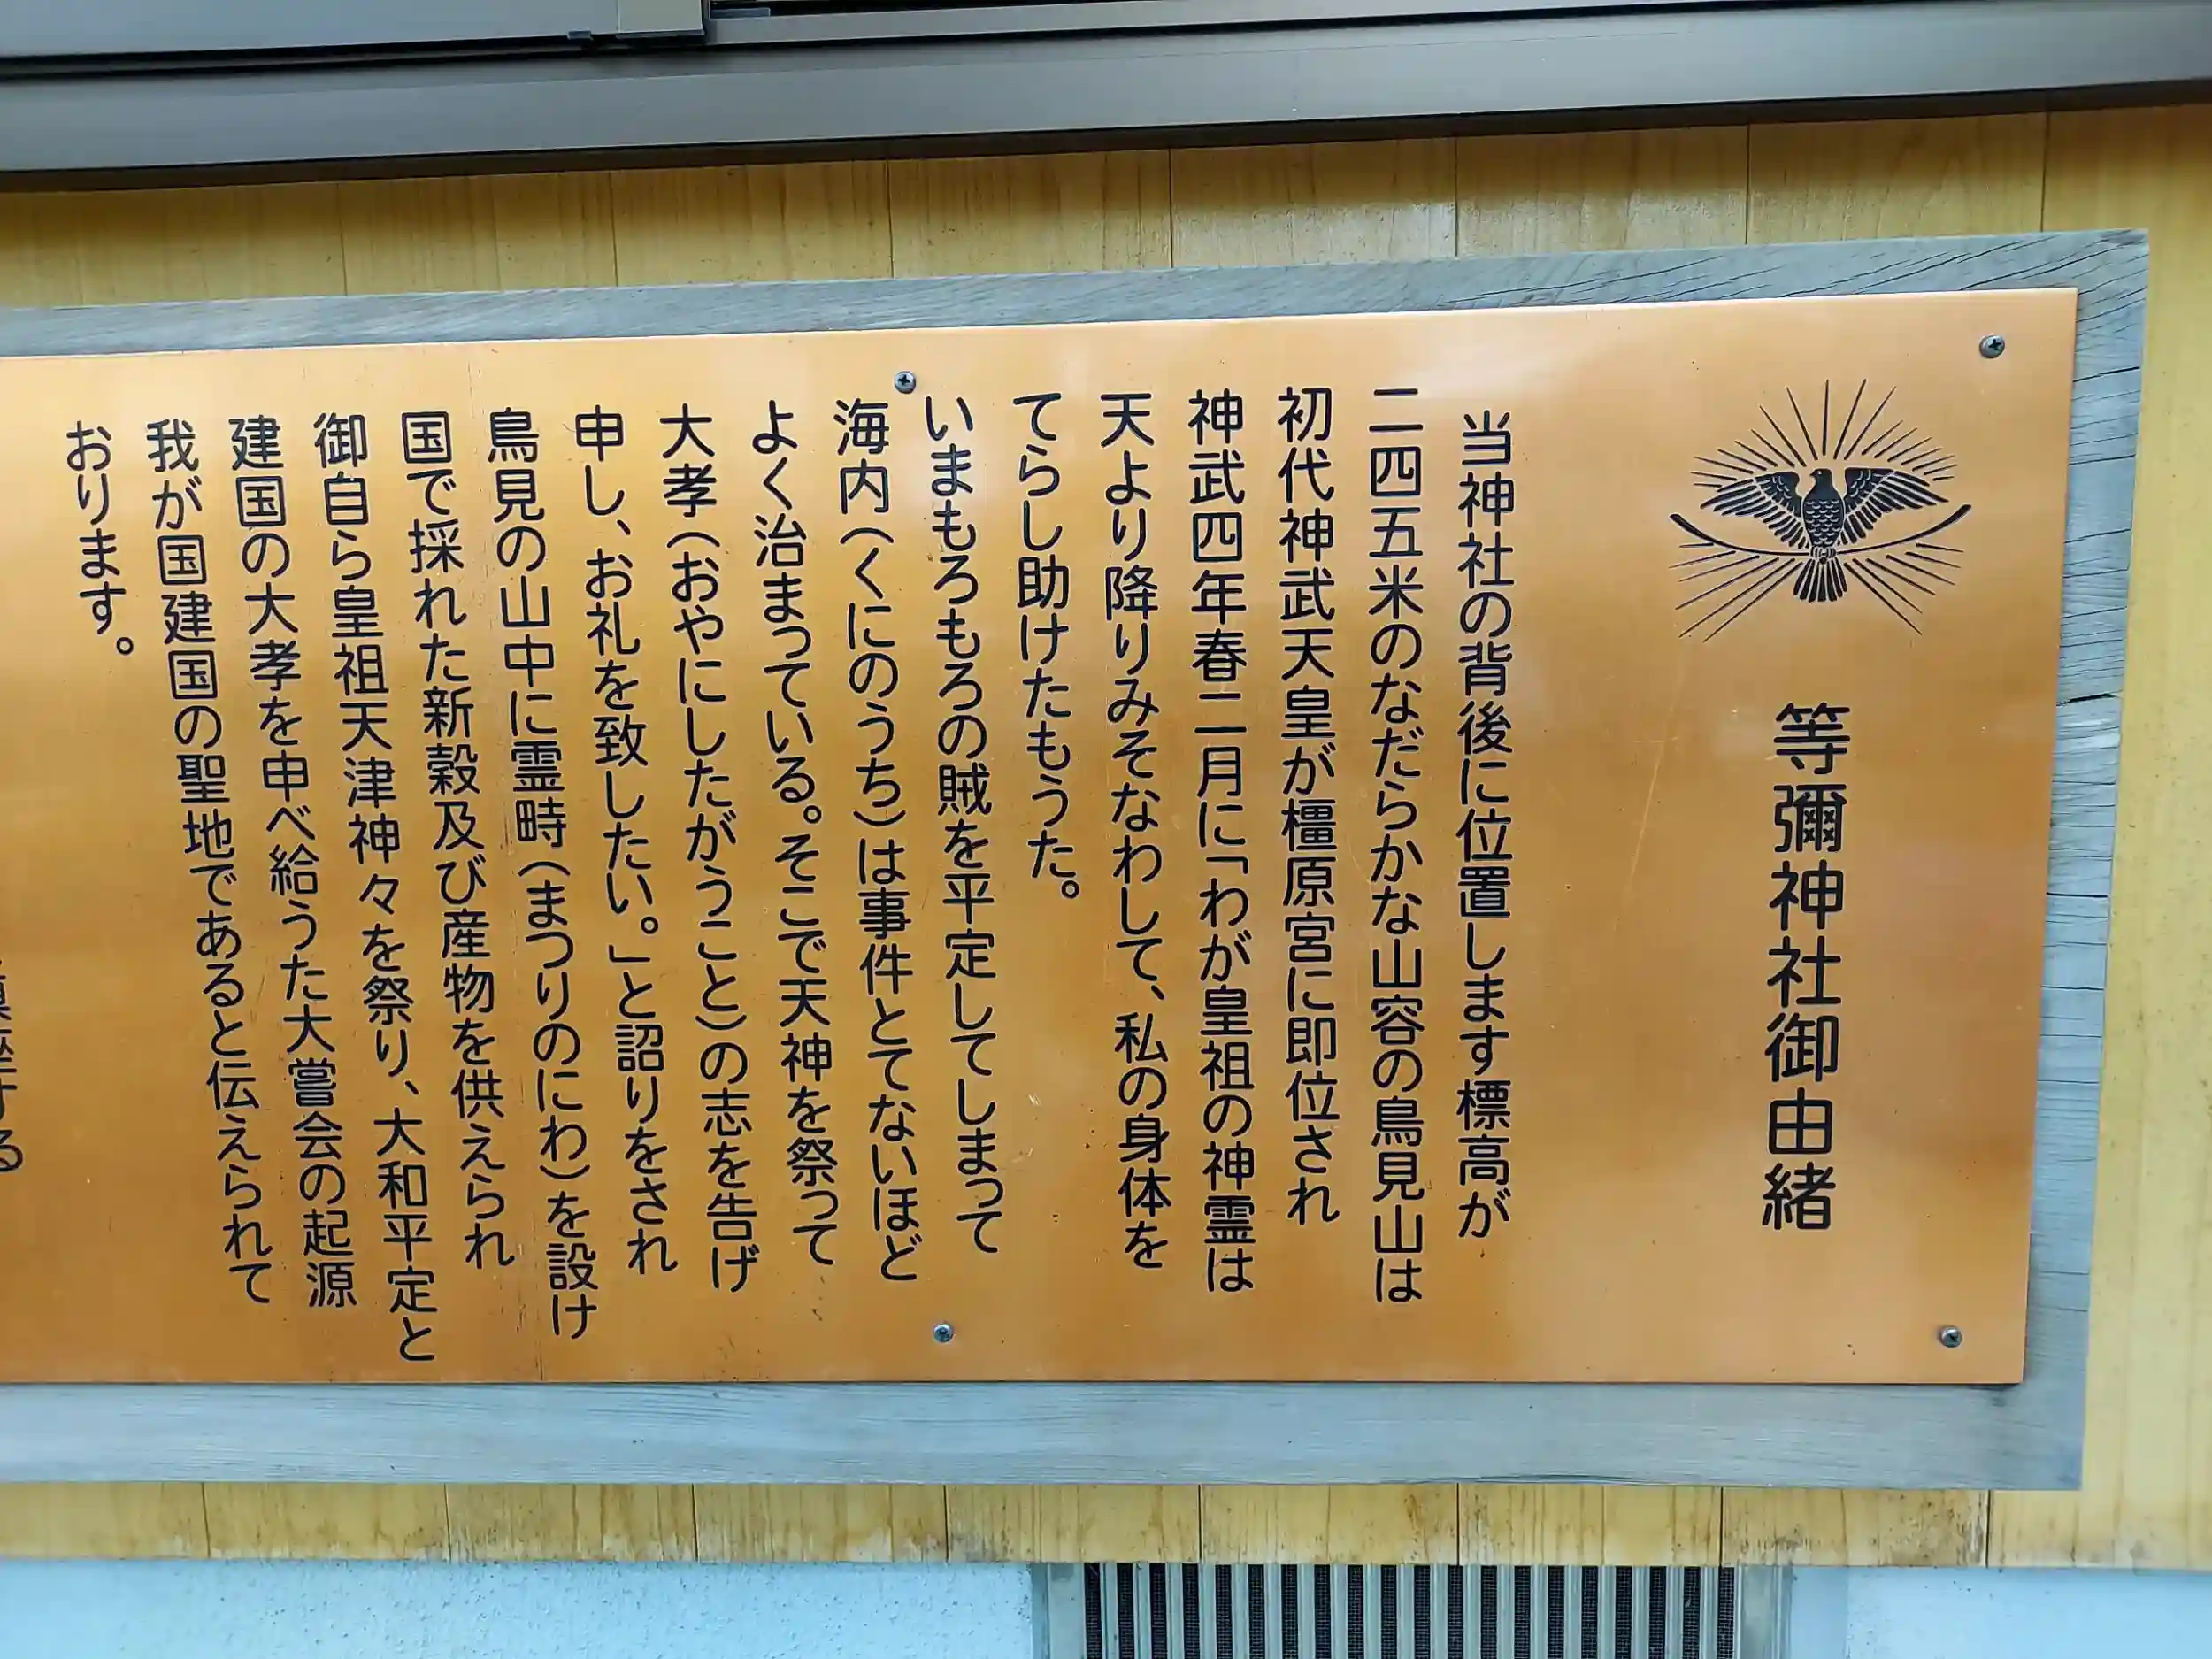 等彌神社御由緒
当神社の背後に位置します標高が
二四五米のなだらかな山容の鳥見山は
初代神武天皇が橿原宮に即位され
神武四年春二月に「わが皇祖の神霊は
天より降りみそなわして、私の身体を
てらし助けたもうた。
いまもろもろの賊を平定してしまって
海内(くにのうち)は事件とてないほど
よく治まっている。そこで天神を祭って
大孝(おやにしたがうこと)の志を告げ
申し、お礼を致したい。」と詔りをされ
鳥見の山中に霊時(まつりのにわ)を設け
国で採れた新穀及び産物を供えられ
御自ら皇祖天津神々を祭り、大和平定と
建国の大孝を申べ給うた大嘗会の起源
我が国建国の聖地であると伝えられて
おります。